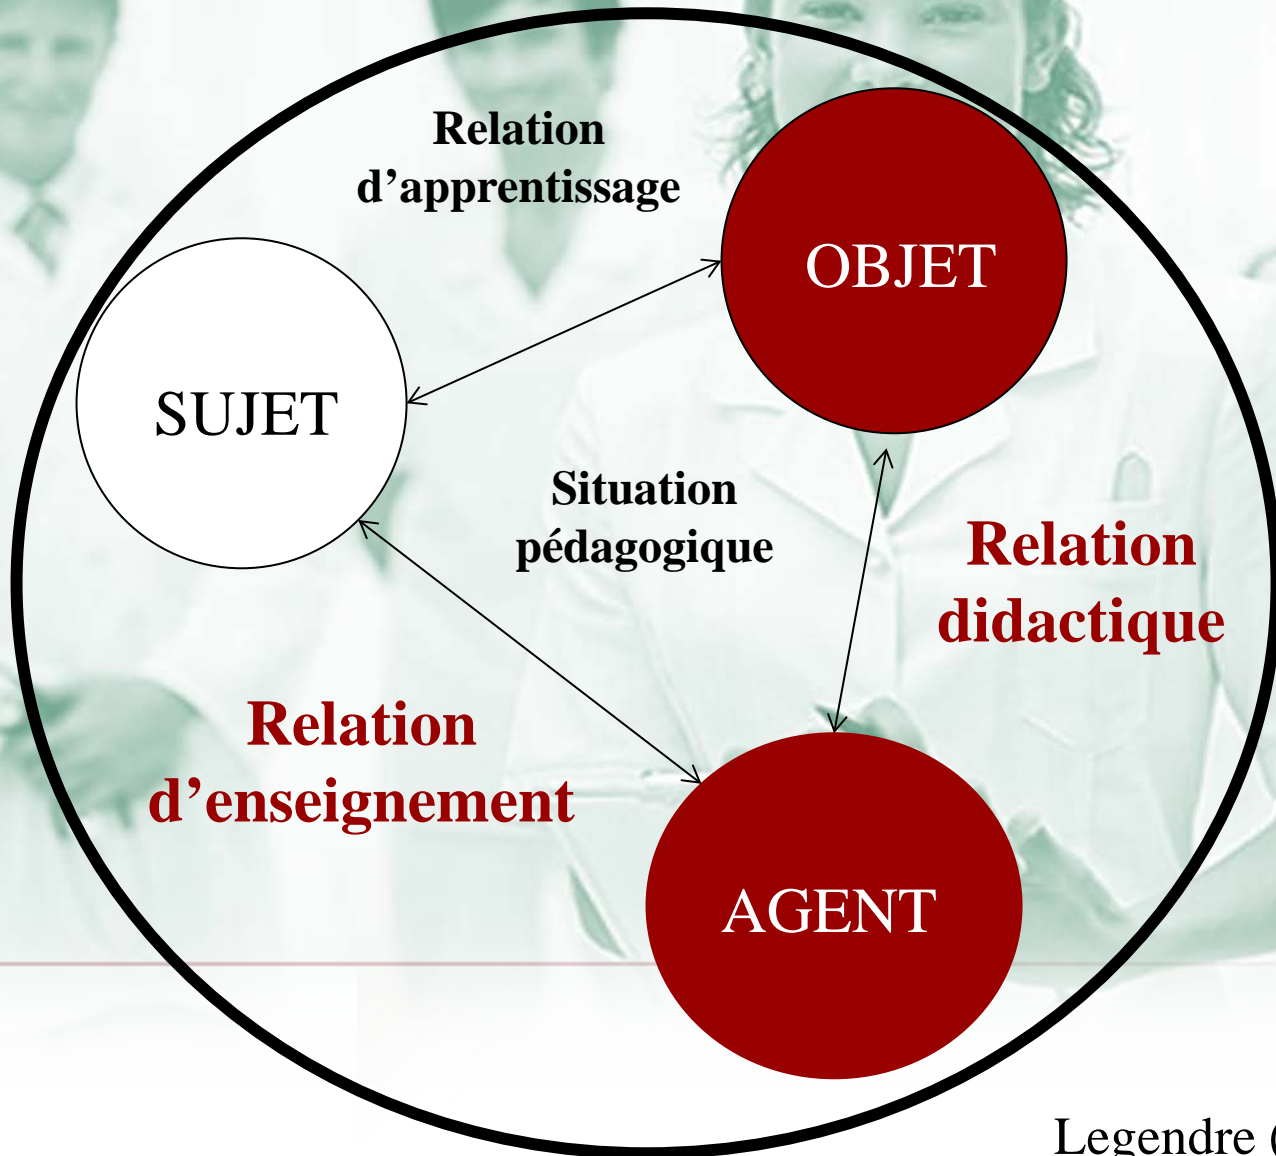 Relation
d’apprentissage
OBJET
SUJET
Situation
pédagogique
Relation
didactique
Relation
d’enseignement
AGENT
Legendre (